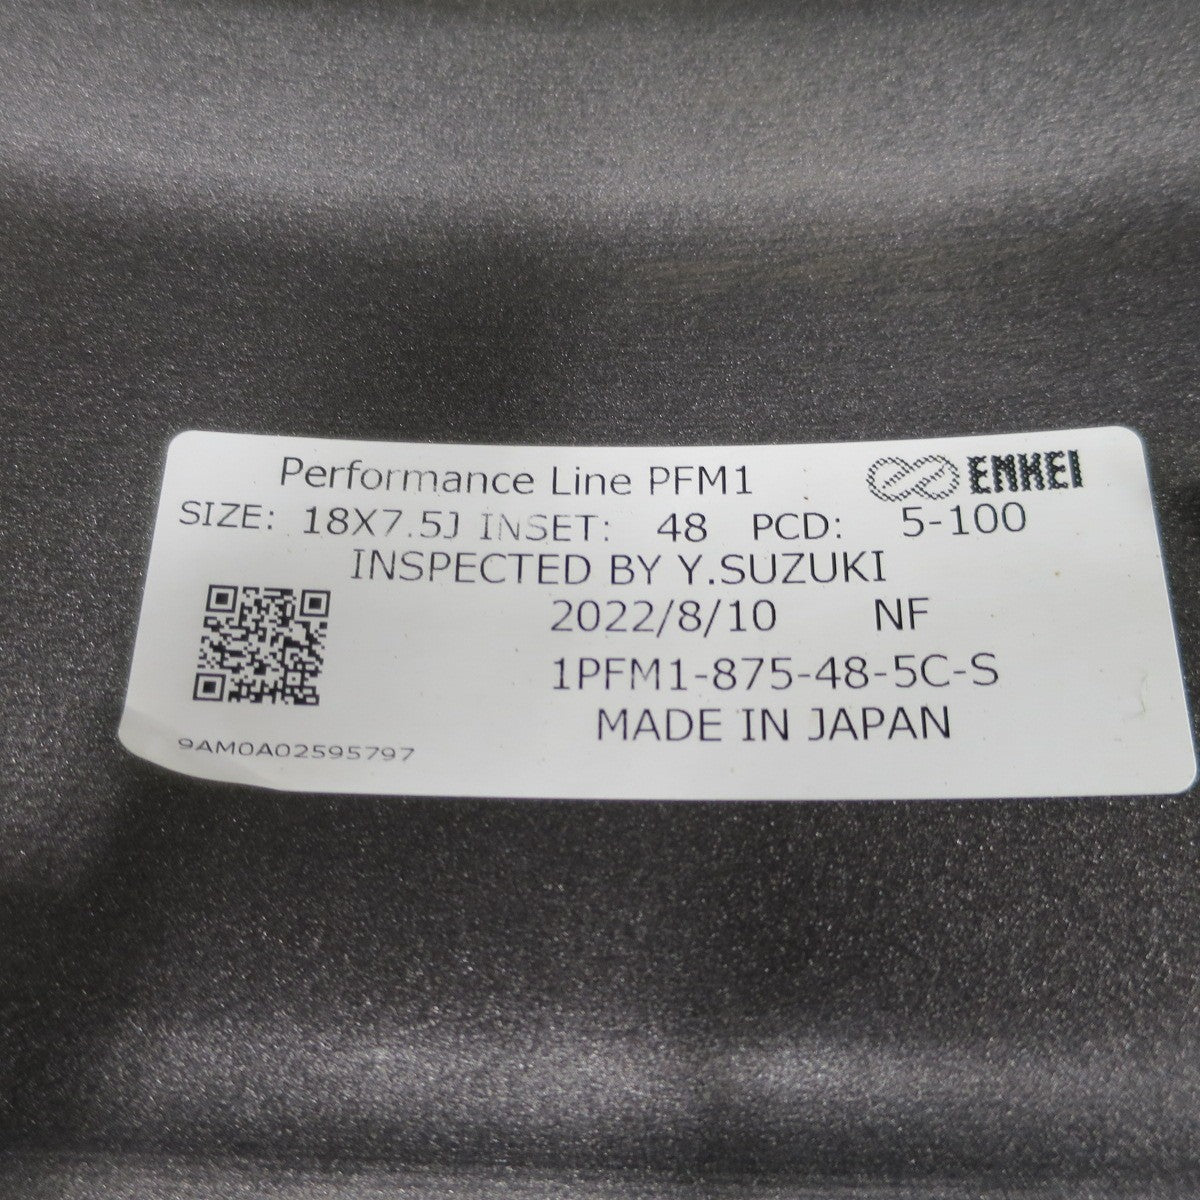 Performance Line PFM1 ENKEI
SIZE: 18X7.5J INSET: 48 PCD: 5-100
INSPECTED BY Y.SUZUKI
2022/8/10 NF
1PFM1-875-48-5C-S
MADE IN JAPAN
9AM0A02595797